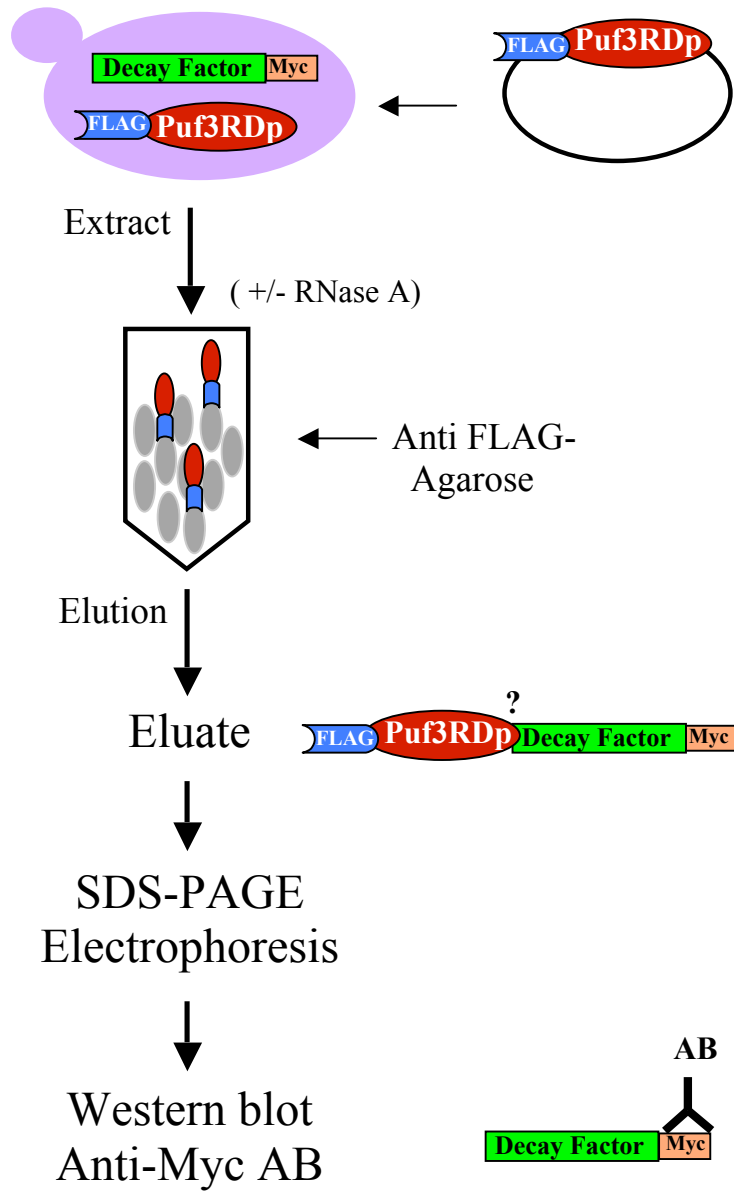 FLAG Puf3RDp
Decay Factor Myc
FLAG Puf3RDp
Extract
( +/- RNase A)
Anti FLAG-
Agarose
Elution
?
Eluate
FLAG Puf3RDp Decay Factor Myc
SDS-PAGE
Electrophoresis
AB
Western blot
Anti-Myc AB
Decay Factor Myc